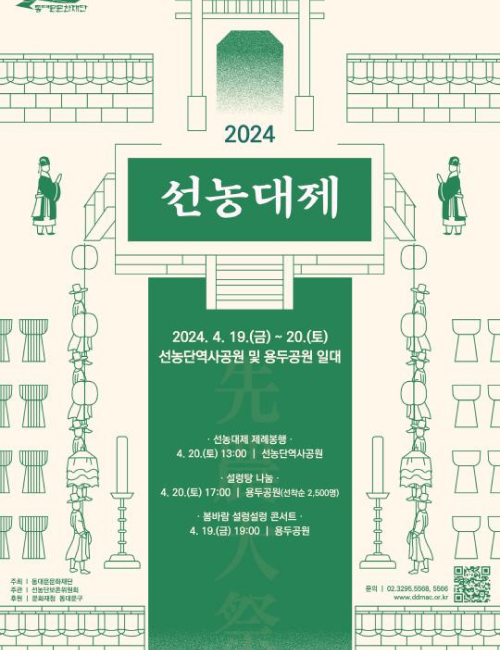 동대문문화재단
2024
선농대제
2024. 4. 19.(금) ~ 20.(토)
선농단역사공원 및 용두공원 일대
先農大祭
· 선농대제 제례봉행 ·
4. 20.(토) 13:00 | 선농단역사공원
· 설렁탕 나눔 ·
4. 20.(토) 17:00 | 용두공원(선착순 2,500명)
· 봄바람 설렘설렁 콘서트 ·
4. 19.(금) 19:00 | 용두공원
주최 | 동대문문화재단
주관 | 선농단보존위원회
후원 | 문화재청 동대문구
문의 | 02.3295.5568, 5566
www.ddmac.or.kr